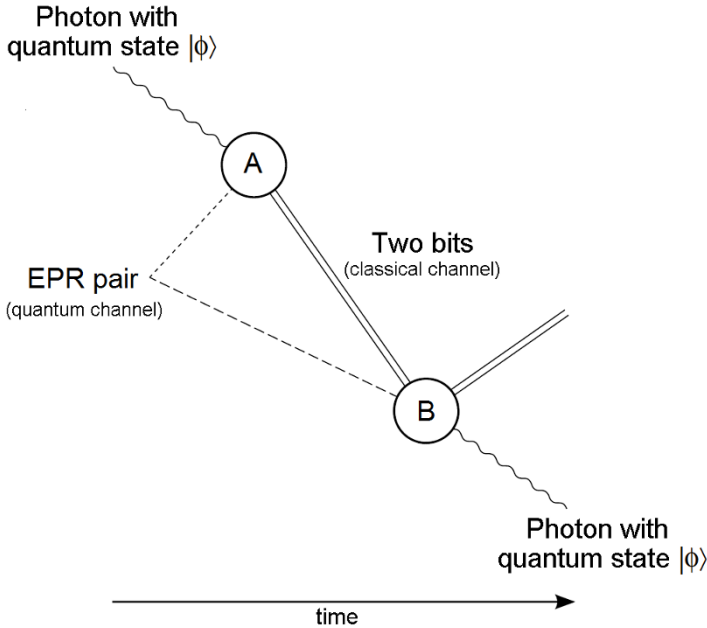 Photon with
quantum state |ϕ⟩
A
Two bits
(classical channel)
EPR pair
(quantum channel)
B
Photon with
quantum state |ϕ⟩
time